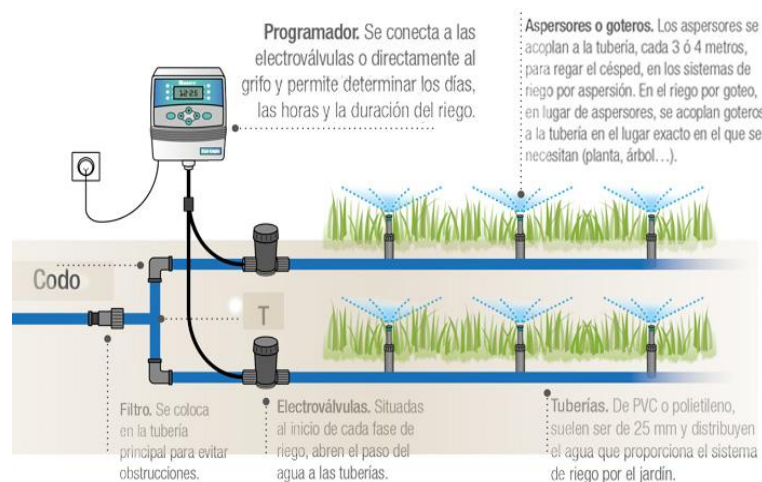 Programador. Se conecta a las
electroválvulas o directamente al
grifo y permite determinar los días,
las horas y la duración del riego.
Aspersores o goteros. Los aspersores se
acoplan a la tubería, cada 3 ó 4 metros,
para regar el césped, en los sistemas de
riego por aspersión. En el riego por goteo,
en lugar de aspersores, se acoplan goteros
a la tubería en el lugar exacto en el que se
necesitan (planta, árbol...).
Codo
T
Filtro. Se coloca
en la tubería
principal para evitar
obstrucciones.
Electroválvulas. Situadas
al inicio de cada fase de
riego, abren el paso del
agua a las tuberías.
Tuberías. De PVC o polietileno,
suelen ser de 25 mm y distribuyen
el agua que proporciona el sistema
de riego por el jardín.